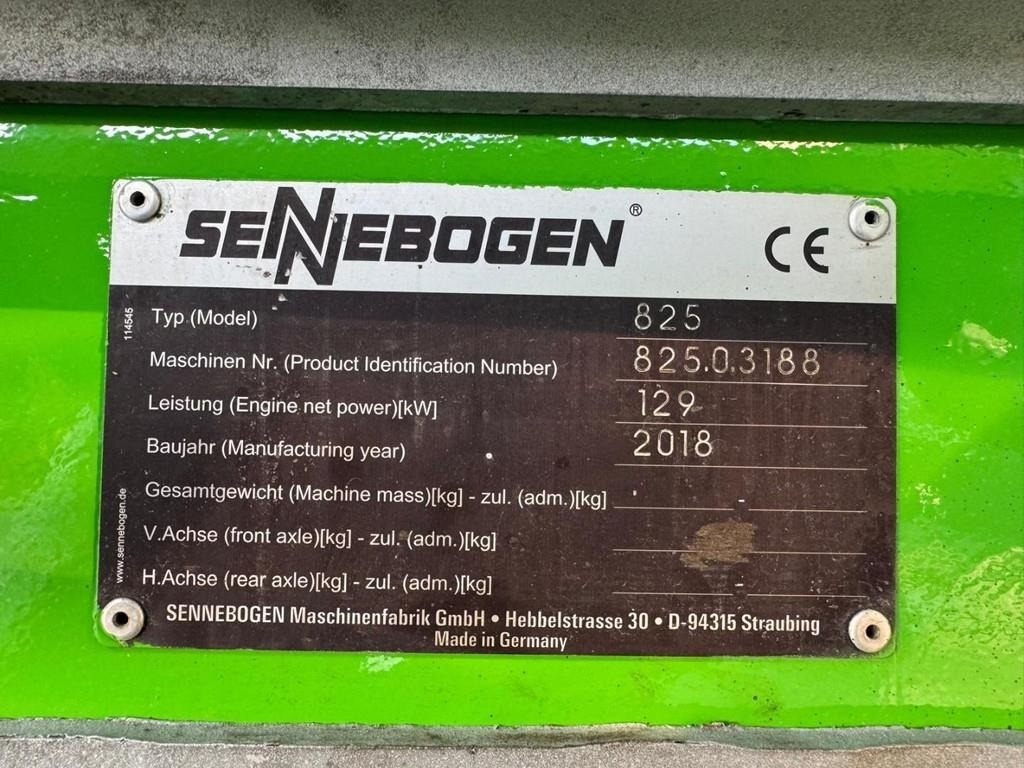 SENNEBOGEN® CE
114545
Typ (Model) 825
Maschinen Nr. (Product Identification Number) 825.0.3188
Leistung (Engine net power)[kW] 129
Baujahr (Manufacturing year) 2018
Gesamtgewicht (Machine mass)[kg] - zul. (adm.)[kg] -
V.Achse (front axle)[kg] - zul. (adm.)[kg]
H.Achse (rear axle)[kg] - zul. (adm.)[kg] -
www.sennebogen.de
SENNEBOGEN Maschinenfabrik GmbH • Hebbelstrasse 30 • D-94315 Straubing
Made in Germany